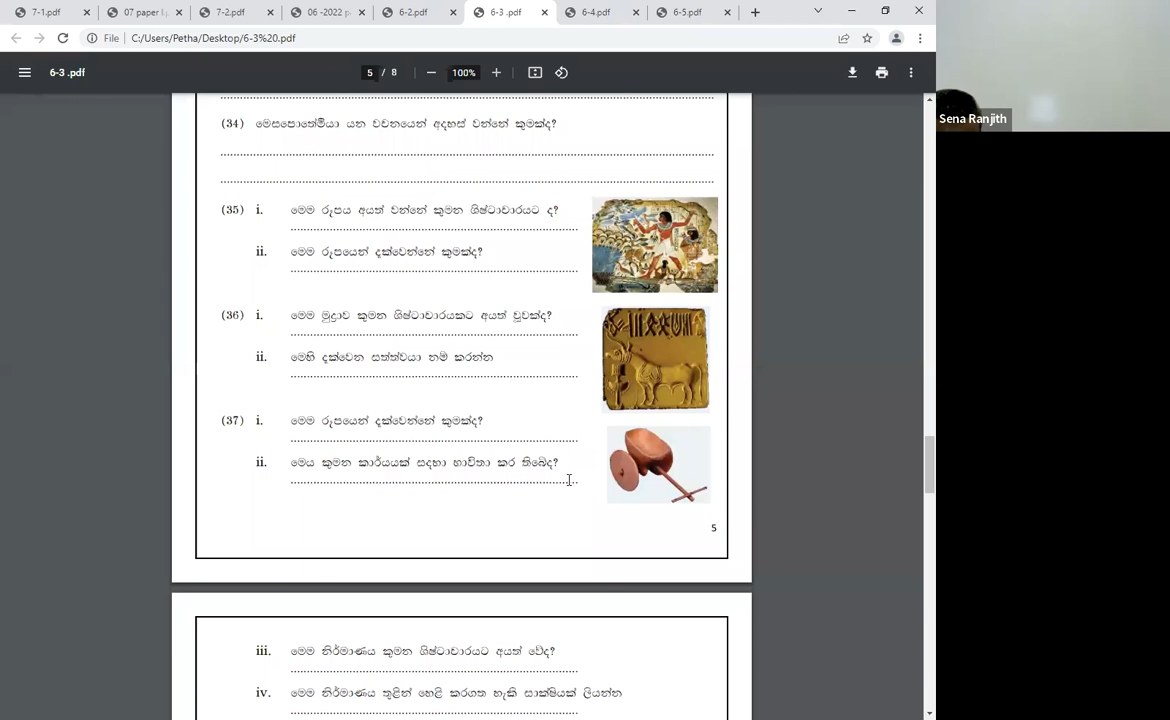 7-1.pdf
07 paper
7-2.pdf
06 -2022 p
6-2.pdf
6-3 .pdf
6-4.pdf
6-5.pdf
File C:/Users/Petha/Desktop/6-3%20.pdf
6-3 .pdf
5 / 8
100%
Sena Ranjith
(34) මෙසපොතේමියා යන වචනයෙන් අදහස් වන්නේ කුමක්ද?
(35) i. මෙම රූපය අයත් වන්නේ කුමන ශිෂ්ටාචාරයට ද?
ii. මෙම රූපයෙන් දක්වෙන්නේ කුමක්ද?
(36) i. මෙම මුද්‍රාව කුමන ශිෂ්ටාචාරයකට අයත් වූවක්ද?
ii. මෙහි දක්වෙන සත්ත්වයා නම් කරන්න
(37) i. මෙම රූපයෙන් දක්වෙන්නේ කුමක්ද?
ii. මෙය කුමන කාර්යයක් සදහා භාවිතා කර තිබේද?
5
iii. මෙම නිර්මාණය කුමන ශිෂ්ටාචාරයට අයත් වේද?
iv. මෙම නිර්මාණය තුළින් හෙළි කරගත හැකි සාක්ෂියක් ලියන්න